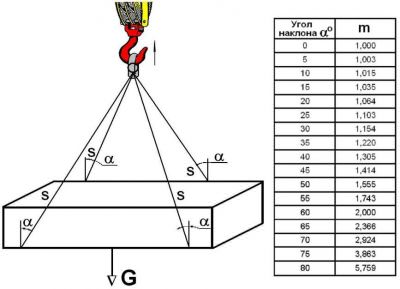 α
α
S
S
S
S
α
α
G
Угол
наклона α° m
0 1,000
5 1,003
10 1,015
15 1,035
20 1,064
25 1,103
30 1,154
35 1,220
40 1,305
45 1,414
50 1,555
55 1,743
60 2,000
65 2,366
70 2,924
75 3,863
80 5,759